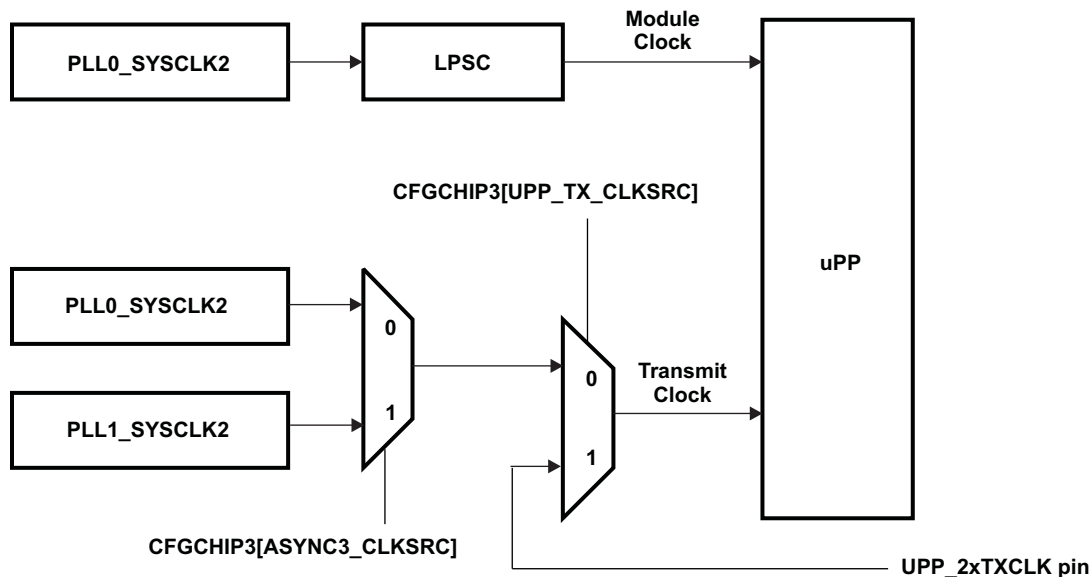 Module
Clock
PLL0_SYSCLK2
LPSC
CFGCHIP3[UPP_TX_CLKSRC]
uPP
PLL0_SYSCLK2
0
0
Transmit
Clock
PLL1_SYSCLK2
1
1
CFGCHIP3[ASYNC3_CLKSRC]
UPP_2xTXCLK pin